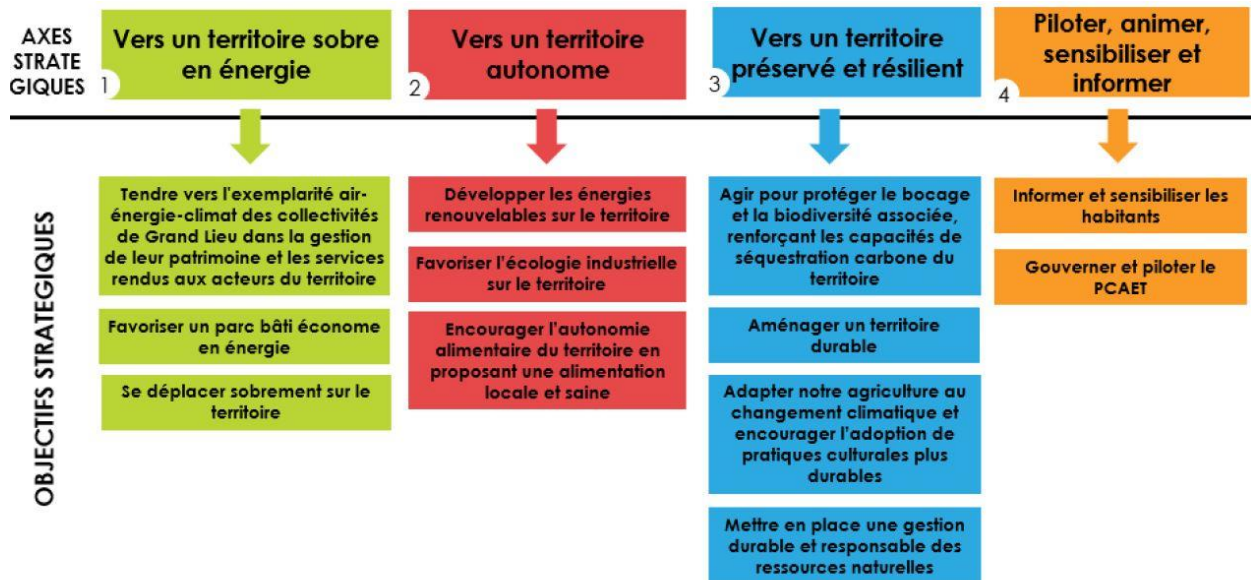 AXES
STRATE
GIQUES
1
Vers un territoire sobre
en énergie
2
Vers un territoire
autonome
3
Vers un territoire
préservé et résilient
4
Piloter, animer,
sensibiliser et
informer
OBJECTIFS STRATEGIQUES
Tendre vers l'exemplarité air-
énergie-climat des collectivités
de Grand Lieu dans la gestion
de leur patrimoine et les services
rendus aux acteurs du territoire
Favoriser un parc bâti économe
en énergie
Se déplacer sobrement sur le
territoire
Développer les énergies
renouvelables sur le territoire
Favoriser l'écologie industrielle
sur le territoire
Encourager l'autonomie
alimentaire du territoire en
proposant une alimentation
locale et saine
Agir pour protéger le bocage
et la biodiversité associée,
renforçant les capacités de
séquestration carbone du
territoire
Aménager un territoire
durable
Adapter notre agriculture au
changement climatique et
encourager l'adoption de
pratiques culturales plus
durables
Mettre en place une gestion
durable et responsable des
ressources naturelles
Informer et sensibiliser les
habitants
Gouverner et piloter le
PCAET